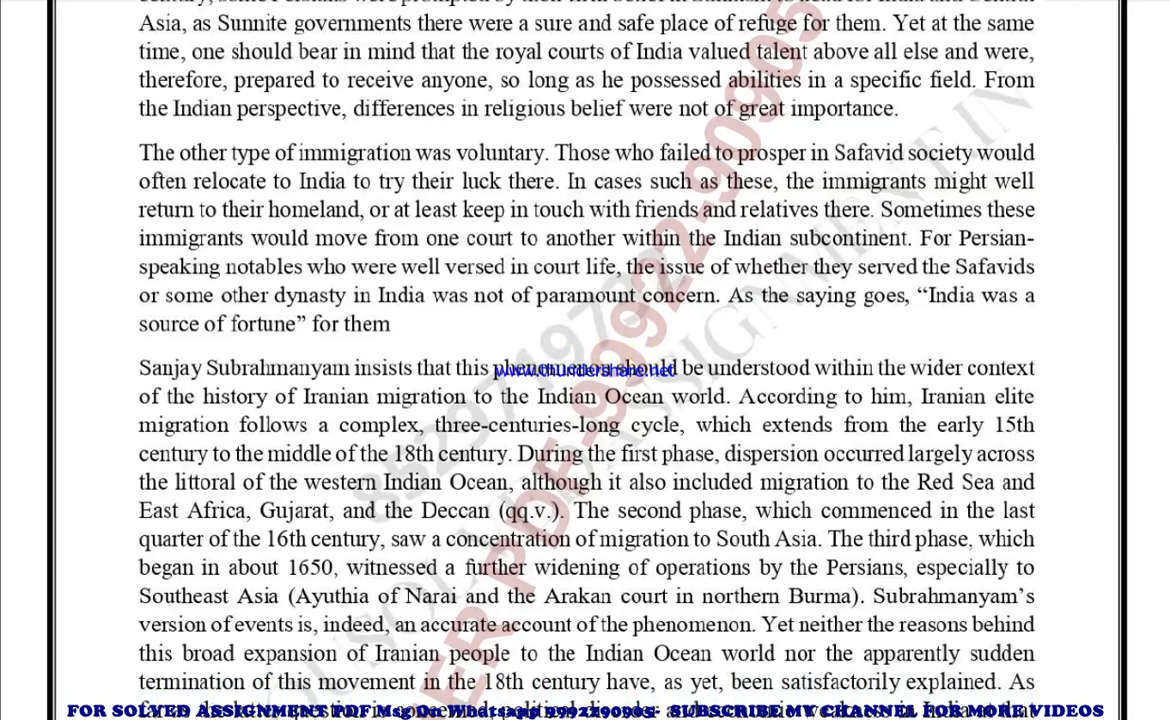 Asia, as Sunnite governments there were a sure and safe place of refuge for them. Yet at the same
time, one should bear in mind that the royal courts of India valued talent above all else and were,
therefore, prepared to receive anyone, so long as he possessed abilities in a specific field. From
the Indian perspective, differences in religious belief were not of great importance.
The other type of immigration was voluntary. Those who failed to prosper in Safavid society would
often relocate to India to try their luck there. In cases such as these, the immigrants might well
return to their homeland, or at least keep in touch with friends and relatives there. Sometimes these
immigrants would move from one court to another within the Indian subcontinent. For Persian-
speaking notables who were well versed in court life, the issue of whether they served the Safavids
or some other dynasty in India was not of paramount concern. As the saying goes, “India was a
source of fortune” for them
Sanjay Subrahmanyam insists that this phenomenon should be understood within the wider context
www.thundershare.net
of the history of Iranian migration to the Indian Ocean world. According to him, Iranian elite
migration follows a complex, three-centuries-long cycle, which extends from the early 15th
century to the middle of the 18th century. During the first phase, dispersion occurred largely across
the littoral of the western Indian Ocean, although it also included migration to the Red Sea and
East Africa, Gujarat, and the Deccan (qq.v.). The second phase, which commenced in the last
quarter of the 16th century, saw a concentration of migration to South Asia. The third phase, which
began in about 1650, witnessed a further widening of operations by the Persians, especially to
Southeast Asia (Ayuthia of Narai and the Arakan court in northern Burma). Subrahmanyam’s
version of events is, indeed, an accurate account of the phenomenon. Yet neither the reasons behind
this broad expansion of Iranian people to the Indian Ocean world nor the apparently sudden
termination of this movement in the 18th century have, as yet, been satisfactorily explained. As
FOR SOLVED ASSIGNMENT PDF Msg On Whatsapp 9992290905- SUBSCRIBE MY CHANNEL FOR MORE VIDEOS